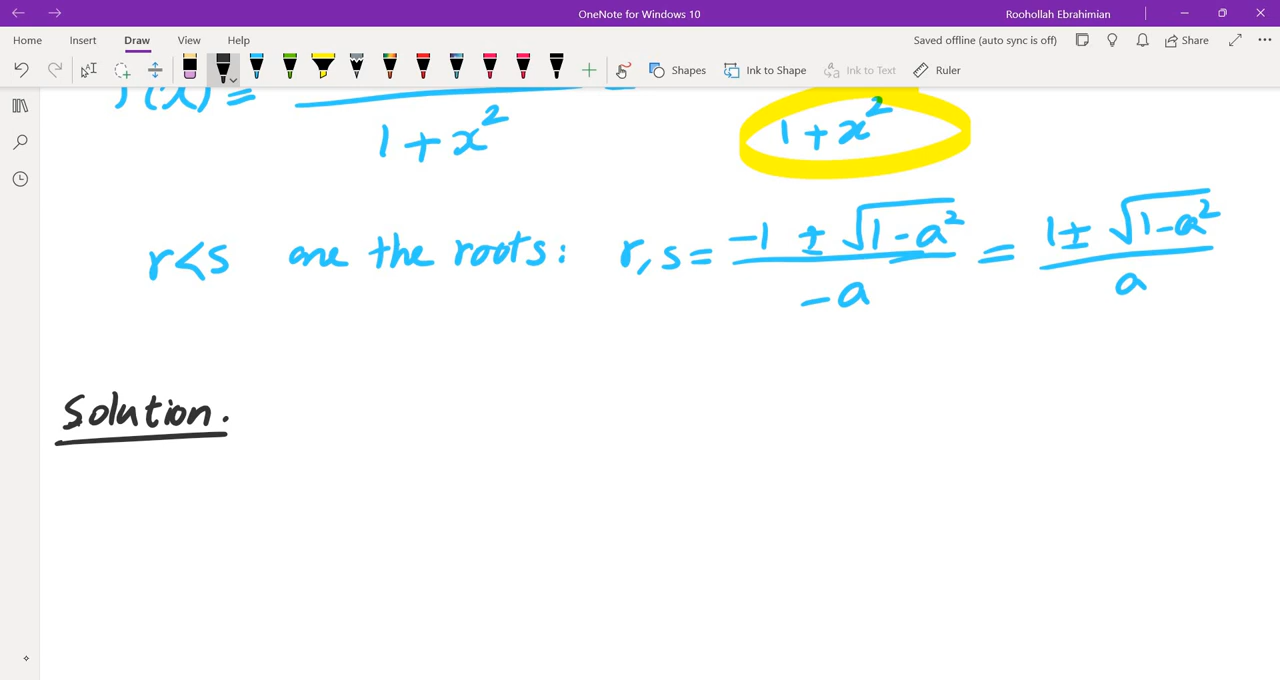 OneNote for Windows 10
Roohollah Ebrahimian
Home Insert Draw View Help
Saved offline (auto sync is off)
Share
Shapes
Ink to Shape
Ink to Text
Ruler
1 + x²
1 + x²
r<s are the roots: r, s = (-1 ± √(1-a²))/(-a) = (1 ± √(1-a²))/a
Solution.